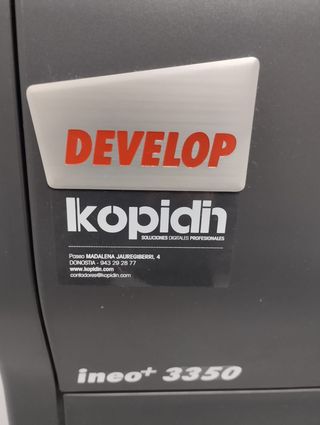 DEVELOP
kopidin
SOLUCIONES DIGITALES PROFESIONALES
Paseo MADALENA JAUREGIBERRI, 4
DONOSTIA - 943 29 28 77
www.kopidin.com
contadores@kopidin.com
ineo+ 3350